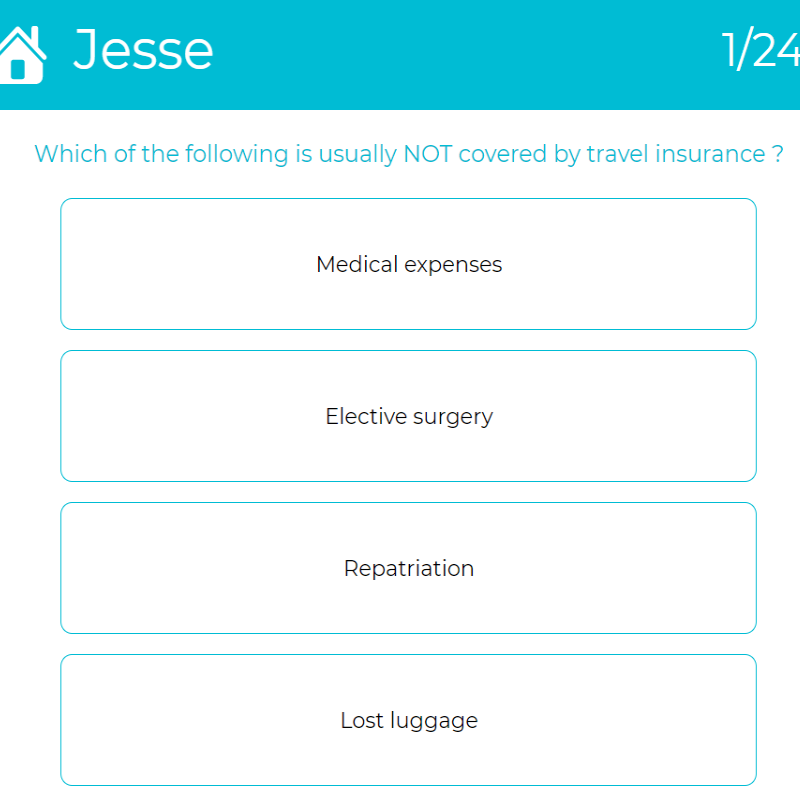 Jesse
1/24
Which of the following is usually NOT covered by travel insurance ?
Medical expenses
Elective surgery
Repatriation
Lost luggage